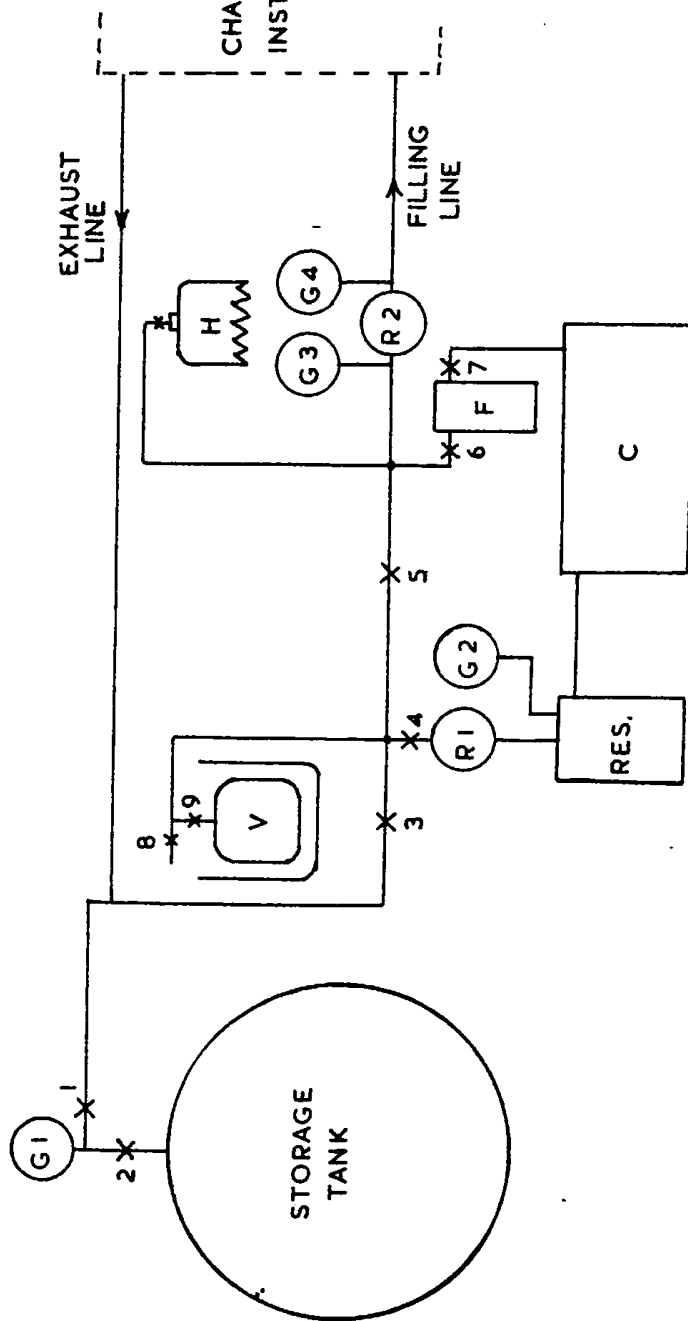 G1
1
2
STORAGE
TANK
8
9
V
3
4
R1
G2
RES.
5
EXHAUST
LINE
H
G3
G4
R2
FILLING
LINE
6
F
7
C
CHA
INST